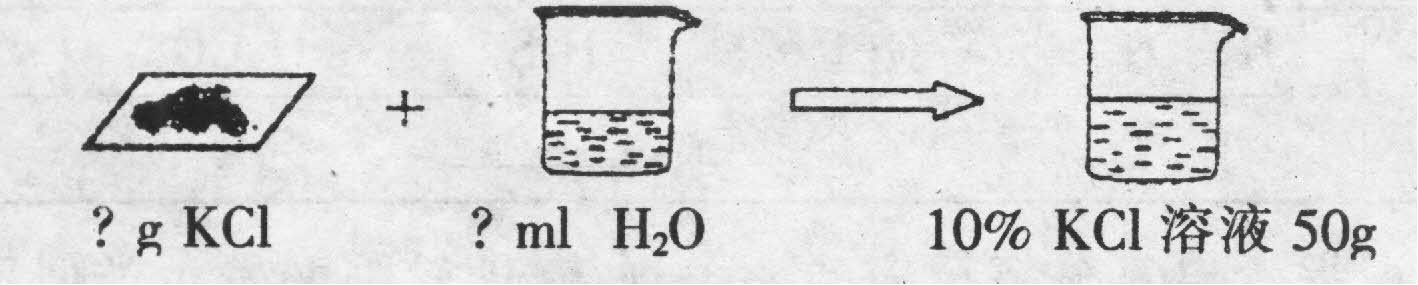 +
? g KCl ? ml H₂O 10% KCl 溶液 50g